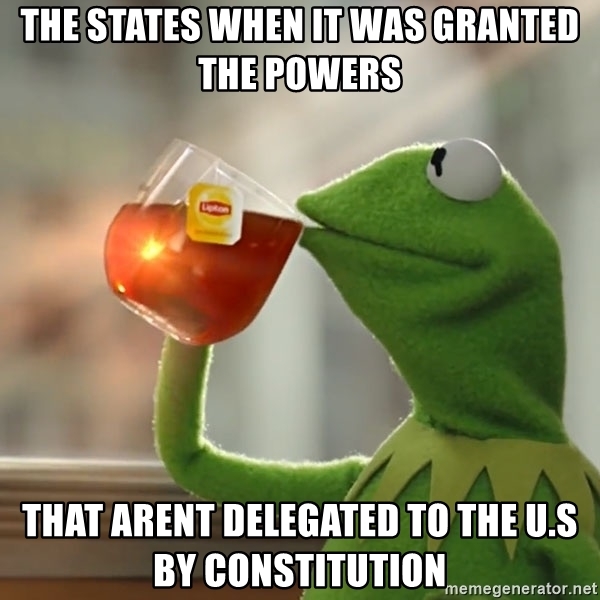 THE STATES WHEN IT WAS GRANTED
THE POWERS
Lipton
THAT ARENT DELEGATED TO THE U.S
BY CONSTITUTION
memegenerator.net